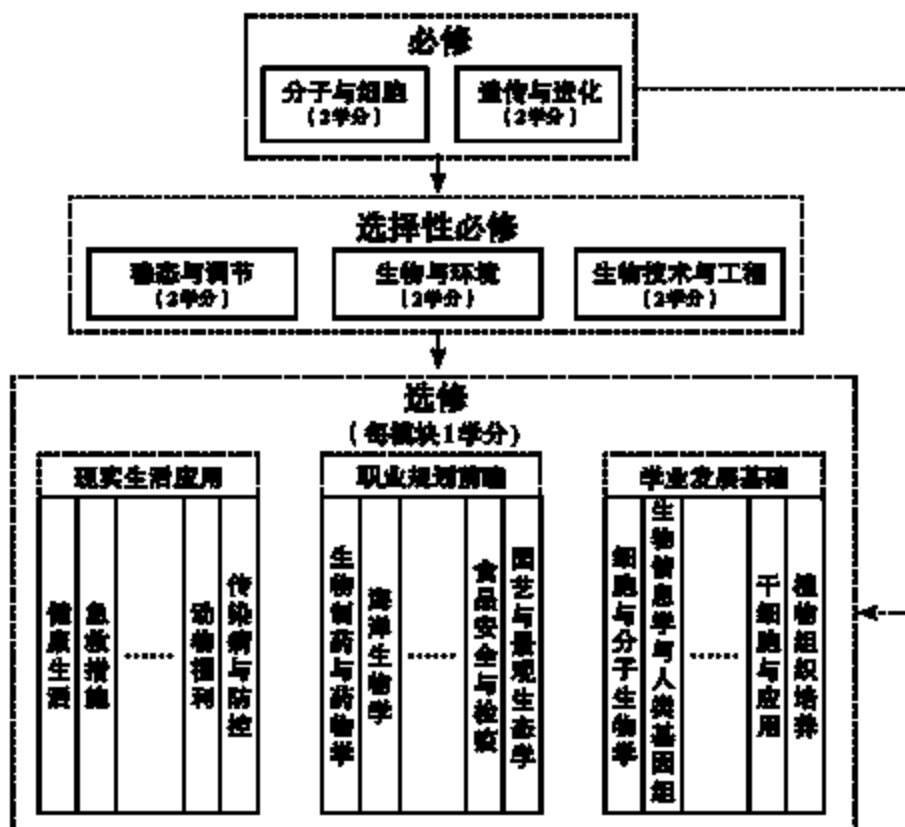 必修
分子与细胞
(2学分)
遗传与进化
(2学分)
选择性必修
稳态与调节
(2学分)
生物与环境
(2学分)
生物技术与工程
(2学分)
选修
(每模块1学分)
现实生活应用
健康生活
急救措施
……
动物福利
传染病与防控
职业规划前瞻
生物制药与药物学
海洋生物学
……
食品安全与检验
园艺与景观生态学
学业发展基础
细胞与分子生物学
生物信息学与人类基因组
……
干细胞与应用
植物组织培养